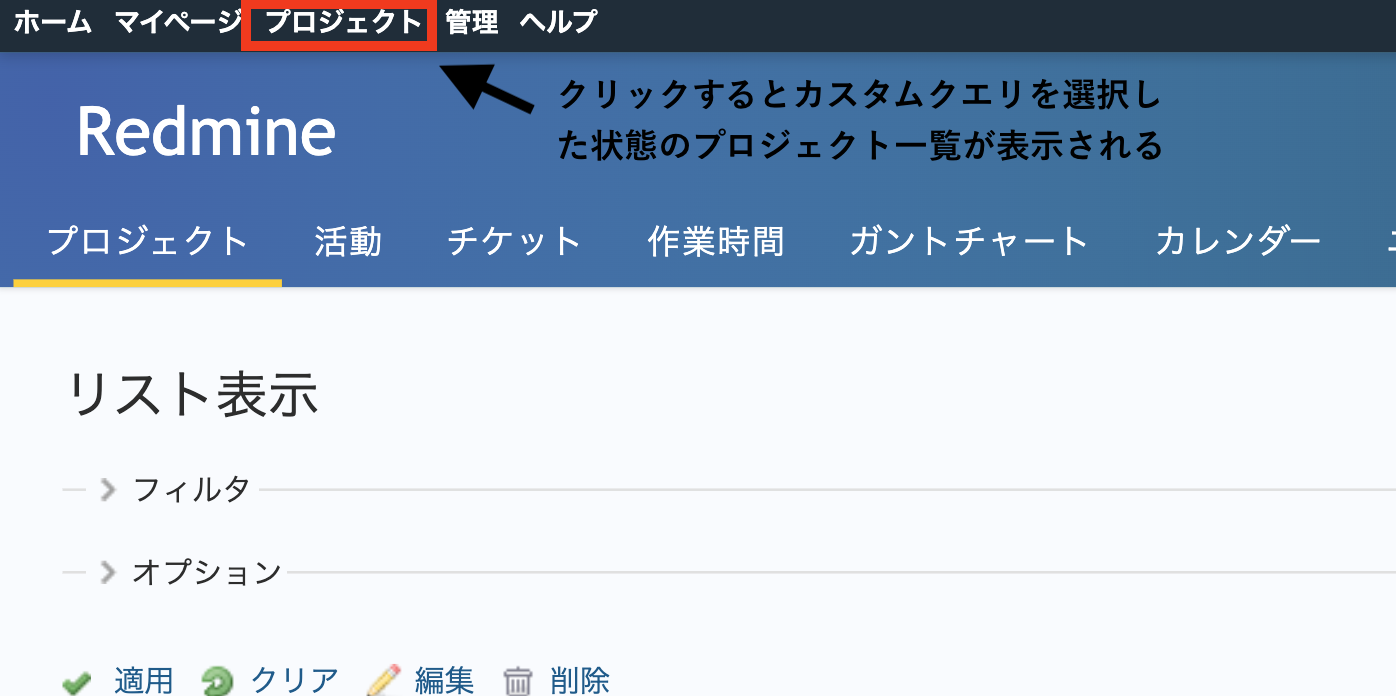 ホーム マイページ プロジェクト 管理 ヘルプ
クリックするとカスタムクエリを選択し
た状態のプロジェクト一覧が表示される
Redmine
プロジェクト 活動 チケット 作業時間 ガントチャート カレンダー
リスト表示
フィルタ
オプション
適用 クリア 編集 削除